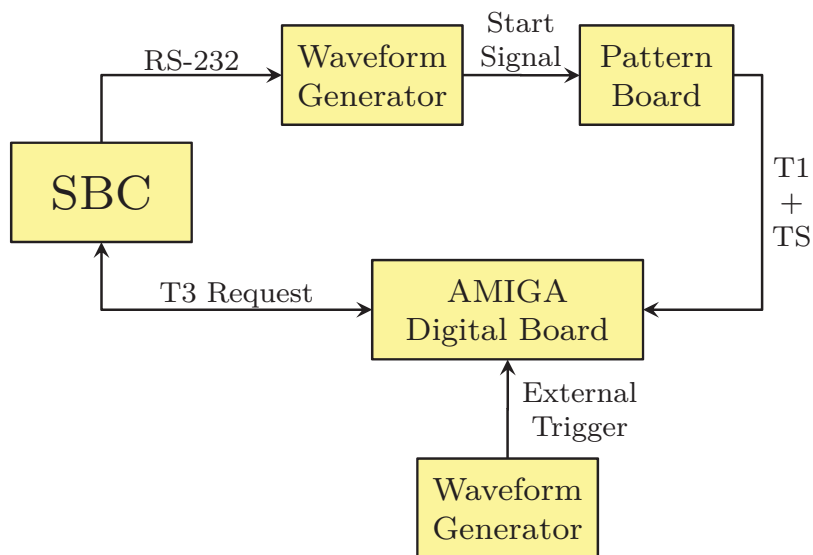 RS-232
Waveform
Generator
Start
Signal
Pattern
Board
SBC
T1
+
TS
T3 Request
AMIGA
Digital Board
External
Trigger
Waveform
Generator